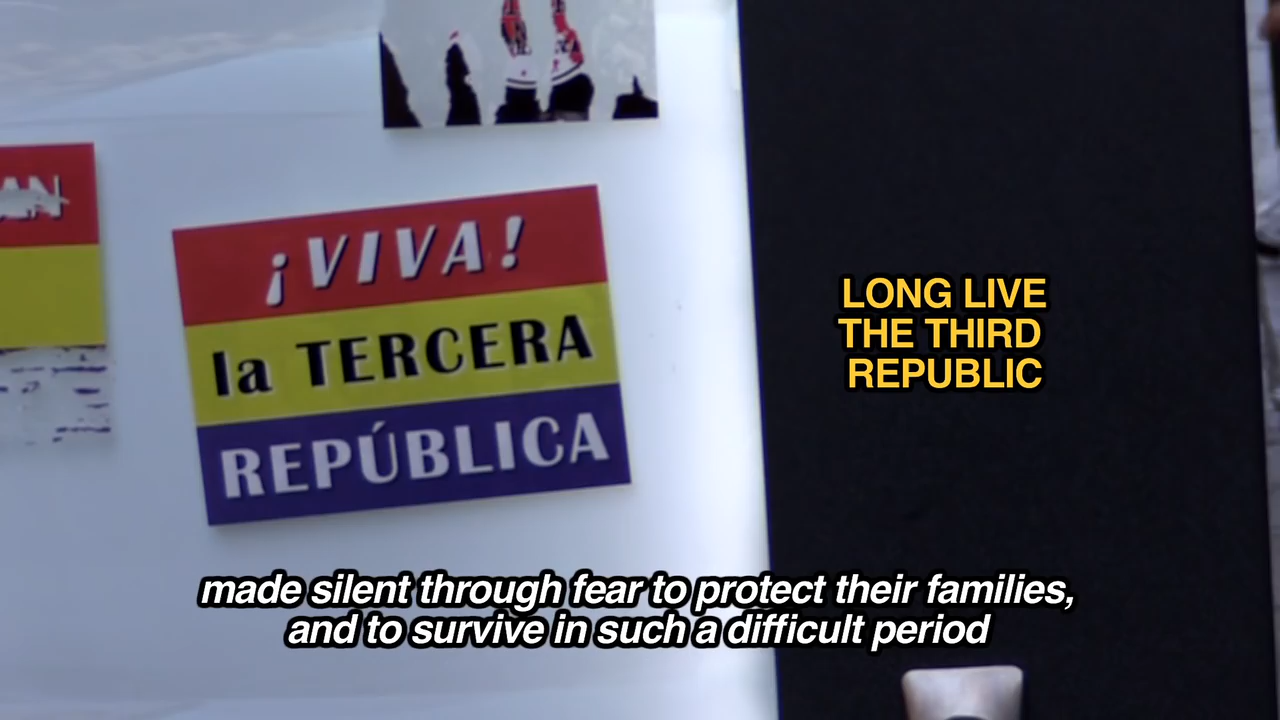 ¡VIVA!
la TERCERA
REPÚBLICA
LONG LIVE
THE THIRD
REPUBLIC
made silent through fear to protect their families,
and to survive in such a difficult period